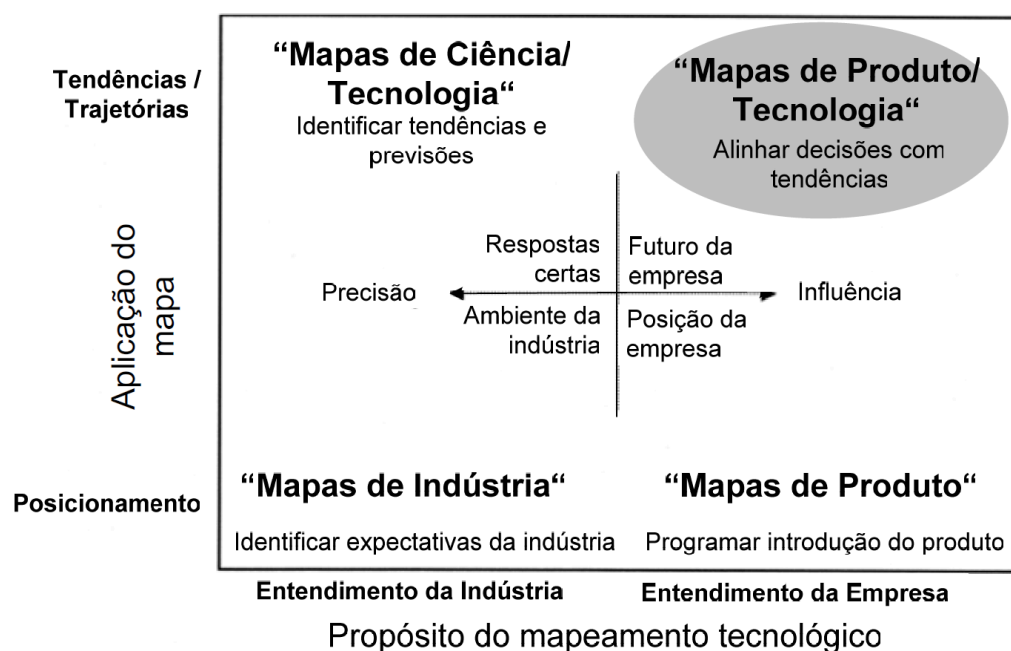 Tendências /
Trajetórias
“Mapas de Ciência/
Tecnologia“
Identificar tendências e
previsões
“Mapas de Produto/
Tecnologia“
Alinhar decisões com
tendências
Aplicação do
mapa
Precisão
Respostas
certas
Futuro da
empresa
Influência
Ambiente da
indústria
Posição da
empresa
Posicionamento
“Mapas de Indústria“
Identificar expectativas da indústria
“Mapas de Produto“
Programar introdução do produto
Entendimento da Indústria
Entendimento da Empresa
Propósito do mapeamento tecnológico